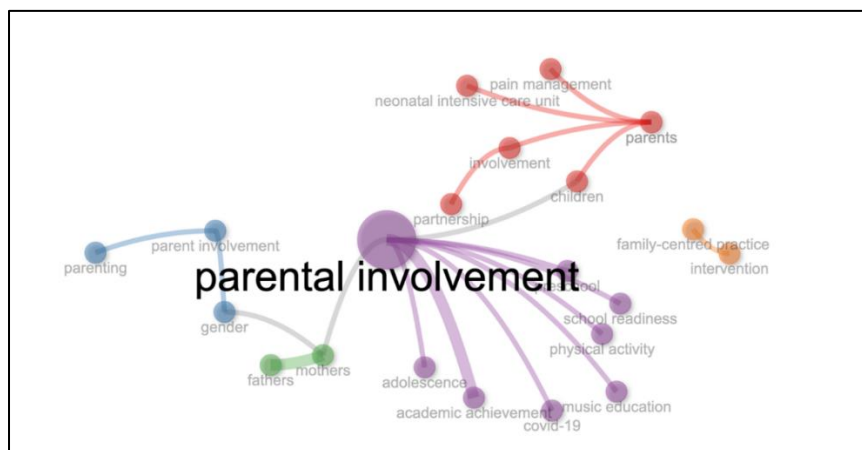 pain management
neonatal intensive care unit
parents
involvement
children
partnership
family-centred practice
parent involvement
parenting
intervention
parental involvement
preschool
school readiness
gender
physical activity
mothers
fathers
adolescence
music education
academic achievement
covid-19